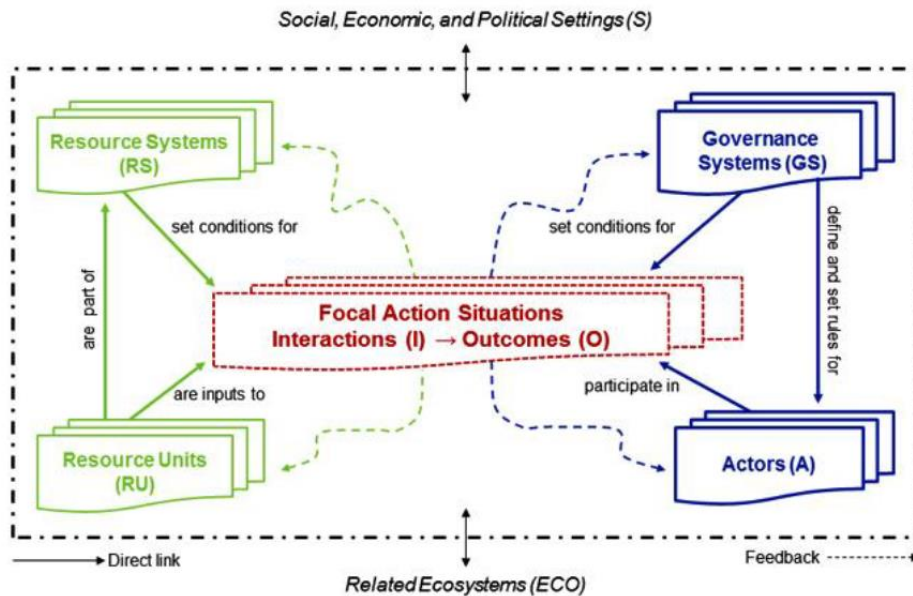 Social, Economic, and Political Settings (S)
Resource Systems
(RS)
Governance
Systems (GS)
set conditions for
set conditions for
are part of
define and set rules for
Focal Action Situations
Interactions (I) → Outcomes (O)
are inputs to
participate in
Resource Units
(RU)
Actors (A)
Direct link
Feedback
Related Ecosystems (ECO)